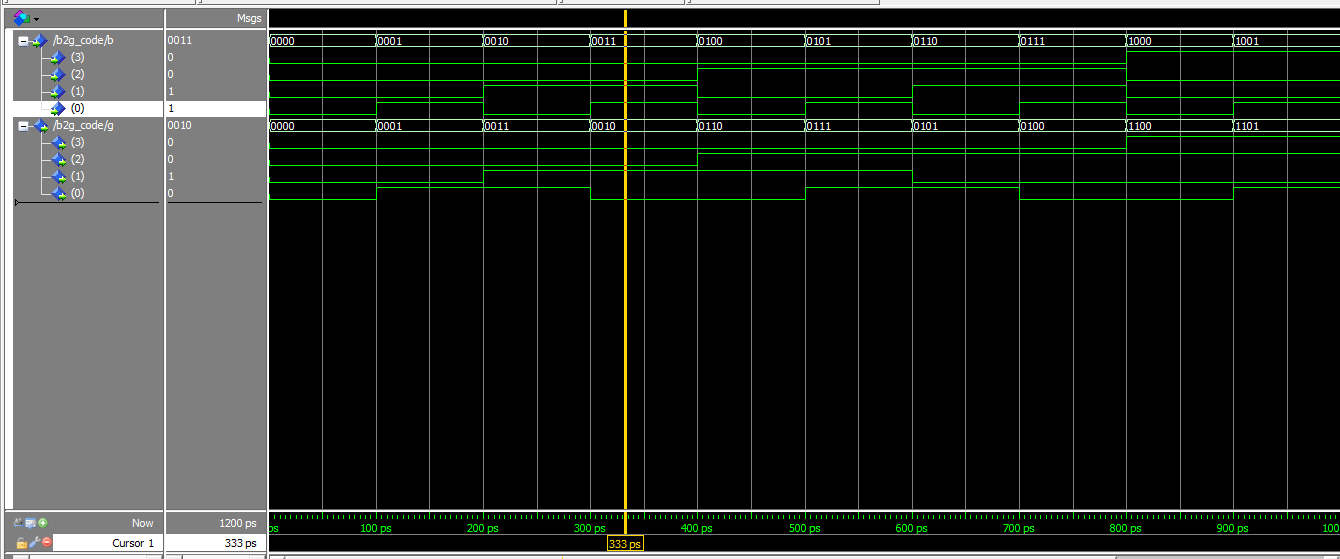 Msgs
/b2g_code/b 0011 0000 0001 0010 0011 0100 0101 0110 0111 1000 1001
(3) 0
(2) 0
(1) 1
(0) 1
/b2g_code/g 0010 0000 0001 0011 0010 0110 0111 0101 0100 1100 1101
(3) 0
(2) 0
(1) 1
(0) 0
Now 1200 ps ps 100 ps 200 ps 300 ps 400 ps 500 ps 600 ps 700 ps 800 ps 900 ps 1000
Cursor 1 333 ps 333 ps